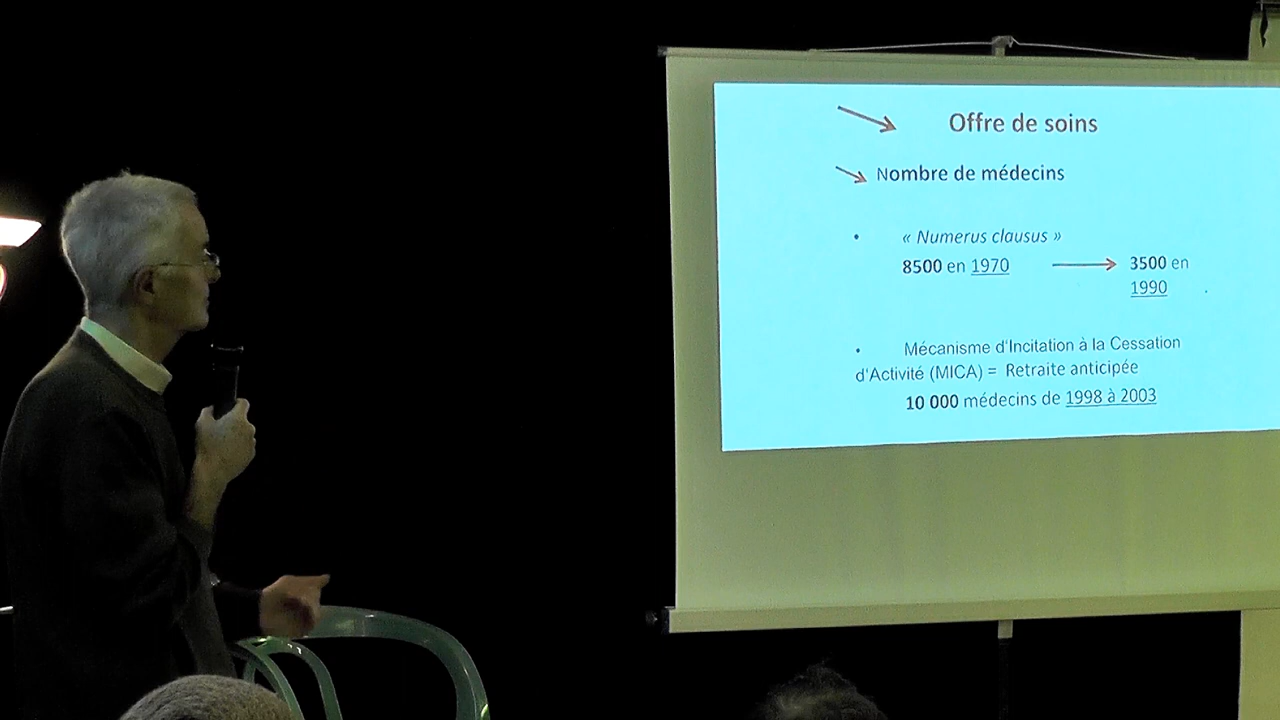 Offre de soins
Nombre de médecins
• « Numerus clausus »
8500 en 1970 3500 en
1990
• Mécanisme d'Incitation à la Cessation
d'Activité (MICA) = Retraite anticipée
10 000 médecins de 1998 à 2003